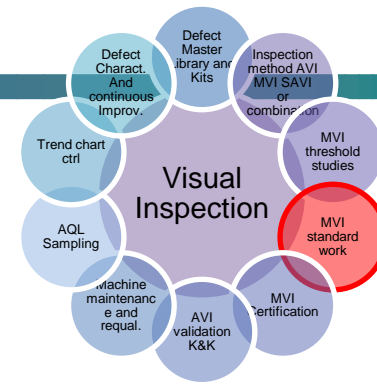 Defect
Master
Library and
Kits
Inspection
method AVI
MVI SAVI
or
combination
MVI
threshold
studies
MVI
standard
work
MVI
Certification
AVI
validation
K&K
Machine
maintenanc
e and
requal.
AQL
Sampling
Trend chart
ctrl
Defect
Charact.
And
continuous
Improv.
Visual
Inspection